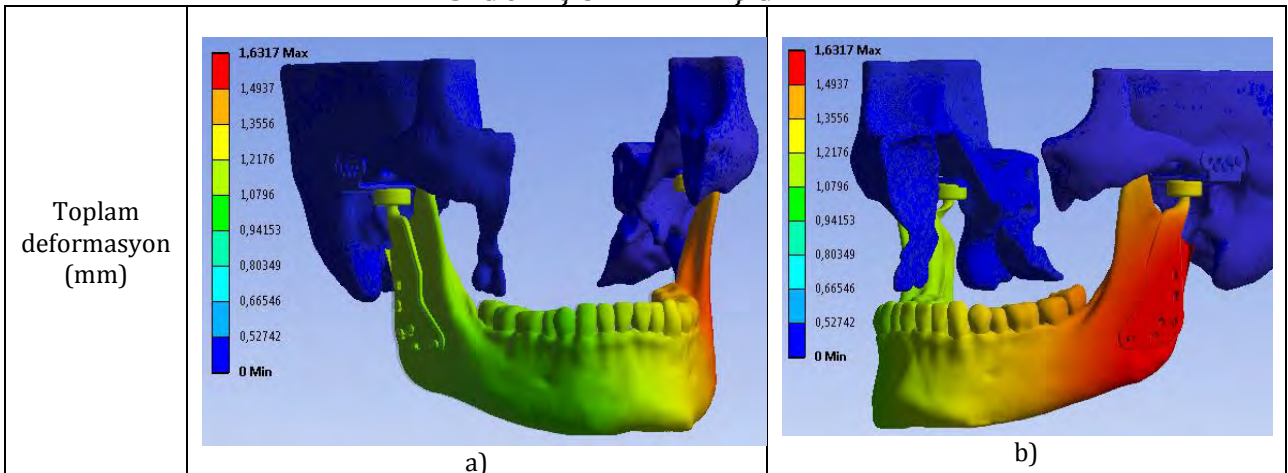 Toplam
deformasyon
(mm)
1,6317 Max
1,4937
1,3556
1,2176
1,0796
0,94153
0,80349
0,66546
0,52742
0 Min
a)
1,6317 Max
1,4937
1,3556
1,2176
1,0796
0,94153
0,80349
0,66546
0,52742
0 Min
b)